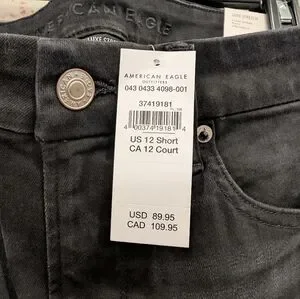 AMERICAN EAGLE
LUXE
AMERICAN EAGLE
OUTFITTERS
043 0433 4098-001
37419181
4 00374 19181 4
US 12 Short
CA 12 Court
USD 89.95
CAD 109.95